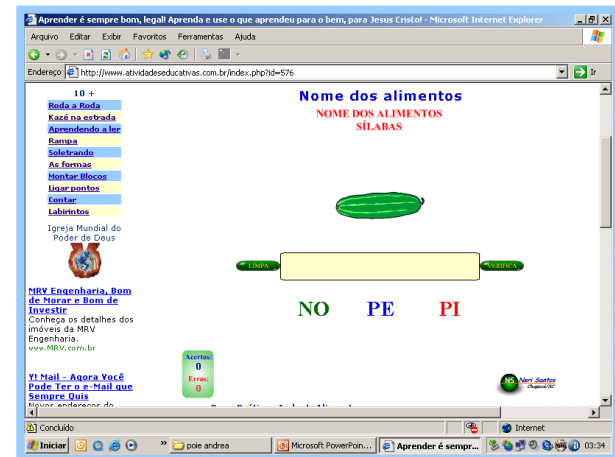 Aprender é sempre bom, legal! Aprenda e use o que aprendeu para o bem, para Jesus Cristo! - Microsoft Internet Explorer
Arquivo Editar Exibir Favoritos Ferramentas Ajuda
Endereço http://www.atividadeseducativas.com.br/index.php?id=576 Ir
10 +
Roda a Roda
Kazé na estrada
Aprendendo a ler
Rampa
Soletrando
As formas
Montar Blocos
Ligar pontos
Contar
Labirintos
Igreja Mundial do
Poder de Deus
MRV Engenharia, Bom
de Morar e Bom de
Investir
Conheça os detalhes dos
imóveis da MRV
Engenharia.
www.MRV.com.br
Y! Mail - Agora Você
Pode Ter o e-Mail que
Sempre Quis
Novos endereços do
Nome dos alimentos
NOME DOS ALIMENTOS
SÍLABAS
LIMPA
VERIFICA
NO PE PI
Acertos:
0
Erros:
0
NS Neri Santos
Chapecó/SC
Concluído Internet
Iniciar » poie andrea Microsoft PowerPoin... Aprender é sempr... 03:34